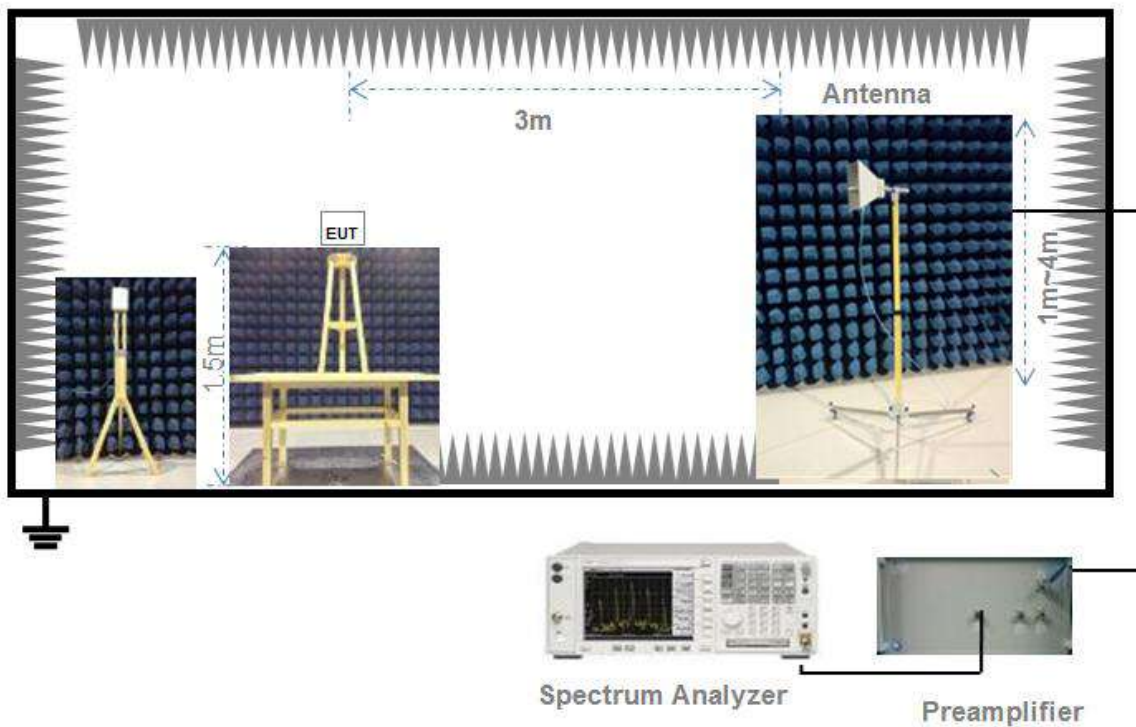 Antenna
3m
EUT
1.5m
1m~4m
Spectrum Analyzer
Preamplifier